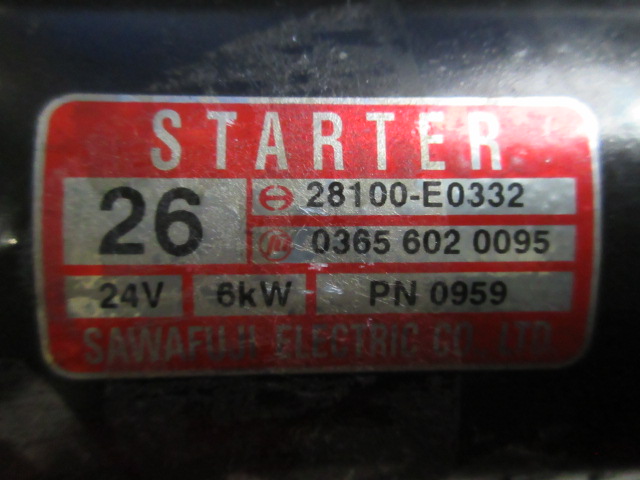 STARTER
26
28100-E0332
0365 602 0095
24V 6kW PN 0959
SAWAFUJI ELECTRIC CO., LTD.